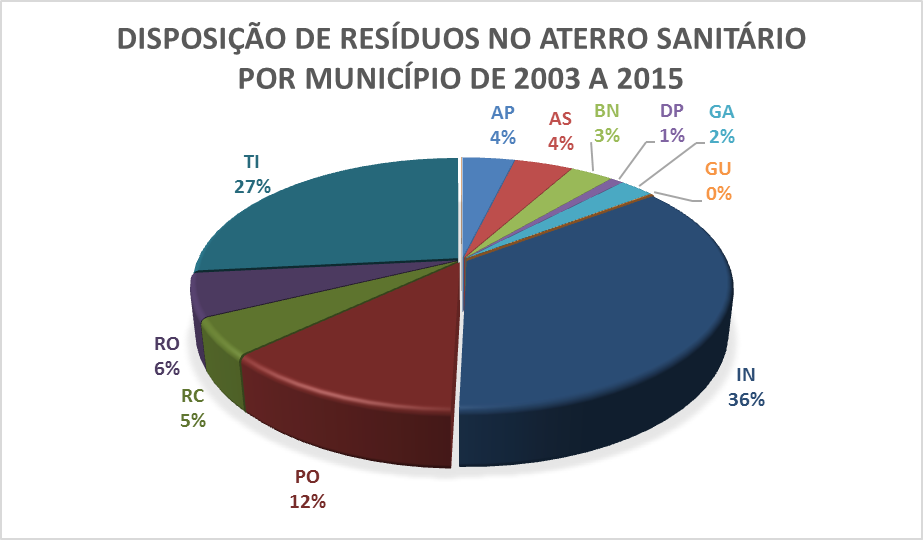 DISPOSIÇÃO DE RESÍDUOS NO ATERRO SANITÁRIO
POR MUNICÍPIO DE 2003 A 2015
AP
4%
AS
4%
BN
3%
DP
1%
GA
2%
GU
0%
IN
36%
PO
12%
RC
5%
RO
6%
TI
27%